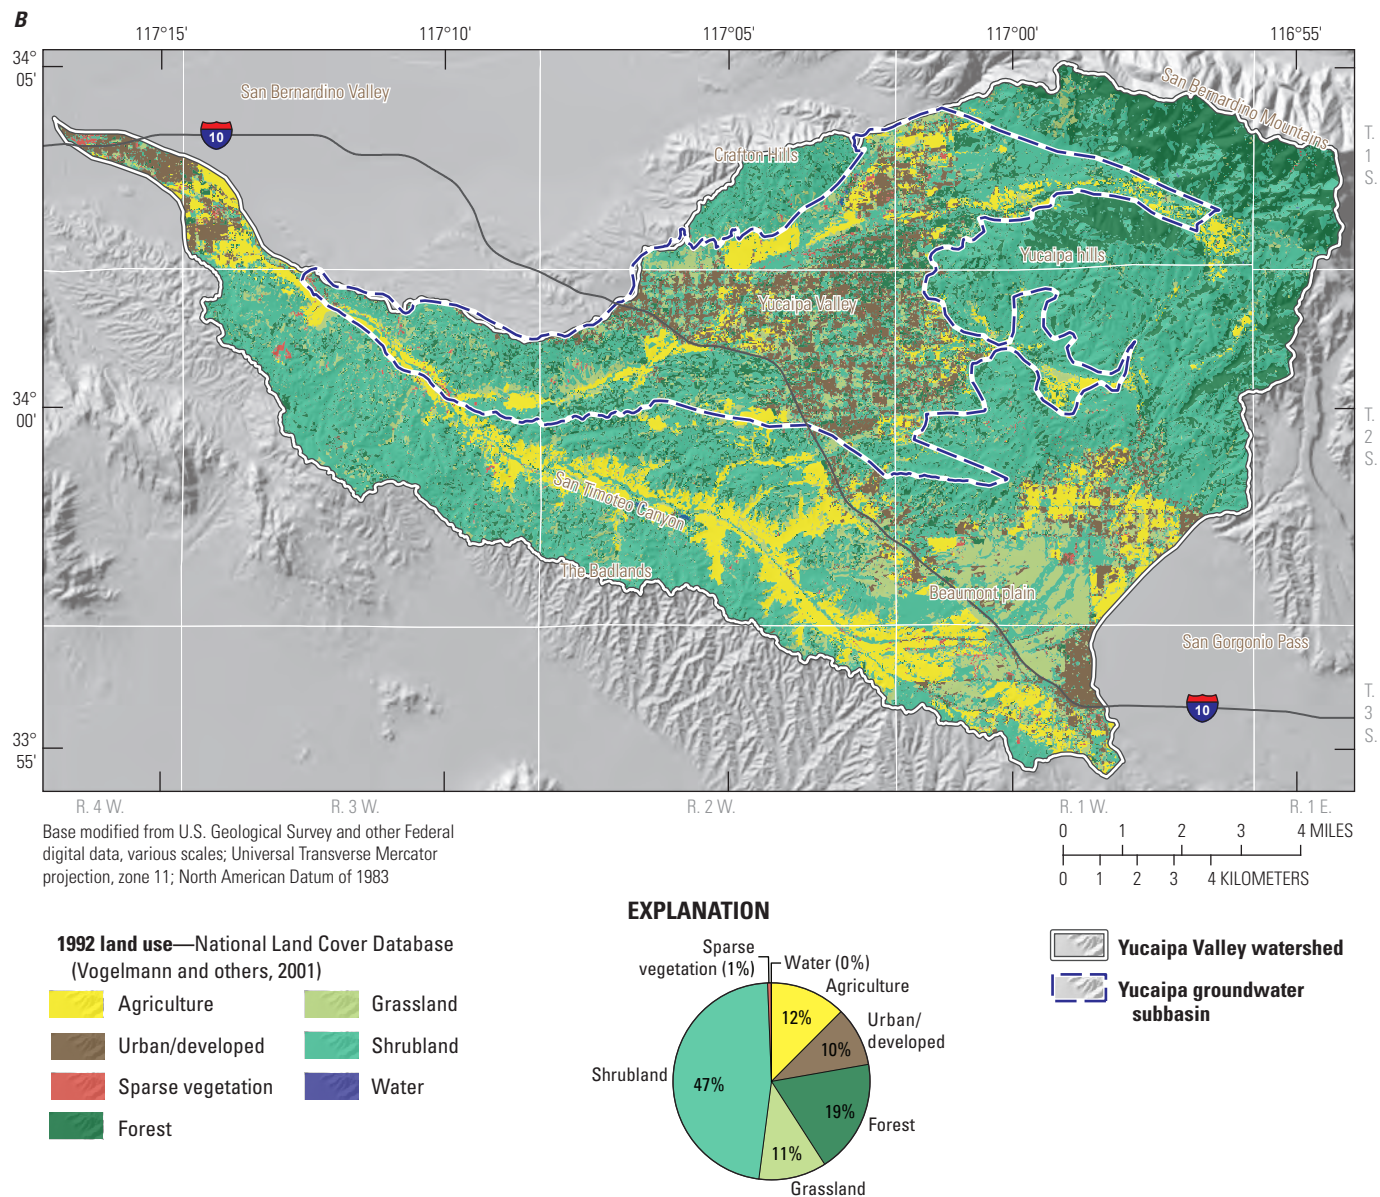 B
117°15'
117°10'
117°05'
117°00'
116°55'
34°
05'
San Bernardino Valley
San Bernardino Mountains
10
Crafton Hills
T.
1
S.
Yucaipa hills
Yucaipa Valley
34°
00'
T.
2
S.
San Timoteo Canyon
The Badlands
Beaumont plain
San Gorgonio Pass
T.
3
S.
10
33°
55'
R. 4 W.
R. 3 W.
R. 2 W.
R. 1 W.
R. 1 E.
Base modified from U.S. Geological Survey and other Federal
digital data, various scales; Universal Transverse Mercator
projection, zone 11; North American Datum of 1983
0 1 2 3 4 MILES
0 1 2 3 4 KILOMETERS
EXPLANATION
1992 land use—National Land Cover Database
(Vogelmann and others, 2001)
Agriculture
Urban/developed
Sparse vegetation
Forest
Grassland
Shrubland
Water
Sparse
vegetation (1%)
Water (0%)
Agriculture
12%
Urban/
developed
10%
Forest
19%
Grassland
11%
Shrubland
47%
Yucaipa Valley watershed
Yucaipa groundwater
subbasin